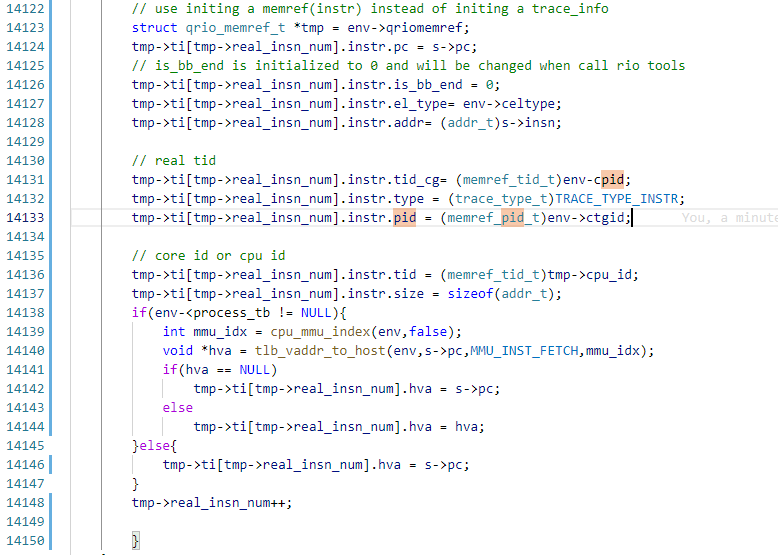 14122 // use initing a memref(instr) instead of initing a trace_info
14123 struct qrio_memref_t *tmp = env->qriomemref;
14124 tmp->ti[tmp->real_insn_num].instr.pc = s->pc;
14125 // is_bb_end is initialized to 0 and will be changed when call rio tools
14126 tmp->ti[tmp->real_insn_num].instr.is_bb_end = 0;
14127 tmp->ti[tmp->real_insn_num].instr.el_type= env->celtype;
14128 tmp->ti[tmp->real_insn_num].instr.addr= (addr_t)s->insn;
14129
14130 // real tid
14131 tmp->ti[tmp->real_insn_num].instr.tid_cg= (memref_tid_t)env-cpid;
14132 tmp->ti[tmp->real_insn_num].instr.type = (trace_type_t)TRACE_TYPE_INSTR;
14133 tmp->ti[tmp->real_insn_num].instr.pid = (memref_pid_t)env->ctgid; You, a minute
14134
14135 // core id or cpu id
14136 tmp->ti[tmp->real_insn_num].instr.tid = (memref_tid_t)tmp->cpu_id;
14137 tmp->ti[tmp->real_insn_num].instr.size = sizeof(addr_t);
14138 if(env-<process_tb != NULL){
14139 int mmu_idx = cpu_mmu_index(env,false);
14140 void *hva = tlb_vaddr_to_host(env,s->pc,MMU_INST_FETCH,mmu_idx);
14141 if(hva == NULL)
14142 tmp->ti[tmp->real_insn_num].hva = s->pc;
14143 else
14144 tmp->ti[tmp->real_insn_num].hva = hva;
14145 }else{
14146 tmp->ti[tmp->real_insn_num].hva = s->pc;
14147 }
14148 tmp->real_insn_num++;
14149
14150 }